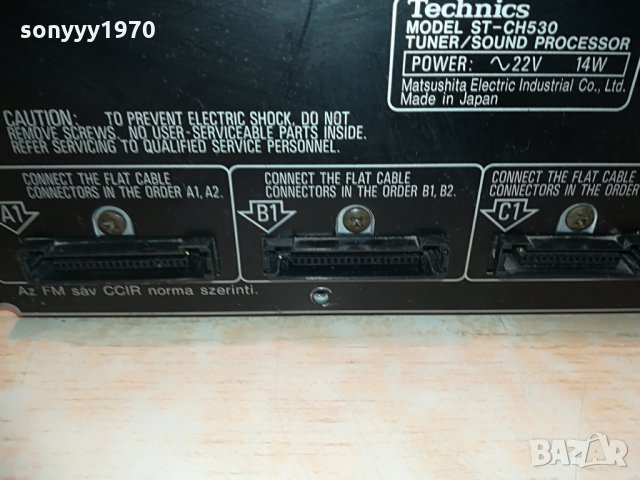 sonyyy1970
Technics
MODEL ST-CH530
TUNER/SOUND PROCESSOR
POWER: ∿22V 14W
Matsushita Electric Industrial Co., Ltd.
Made in Japan
CAUTION: TO PREVENT ELECTRIC SHOCK, DO NOT
REMOVE SCREWS. NO USER-SERVICEABLE PARTS INSIDE.
REFER SERVICING TO QUALIFIED SERVICE PERSONNEL.
CONNECT THE FLAT CABLE
CONNECTORS IN THE ORDER A1, A2.
A1
CONNECT THE FLAT CABLE
CONNECTORS IN THE ORDER B1, B2.
B1
CONNECT THE FLAT CABLE
CONNECTORS IN THE ORDER
C1
Az FM sáv CCIR norma szerinti.
BAZAR